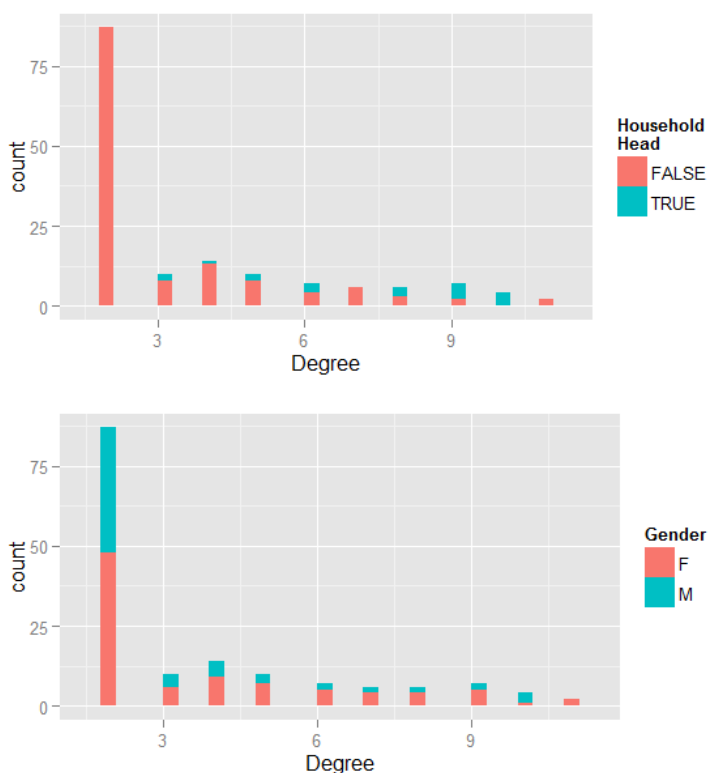 75
50
25
0
count
3 6 9
Degree
Household
Head
FALSE
TRUE
75
50
25
0
count
3 6 9
Degree
Gender
F
M